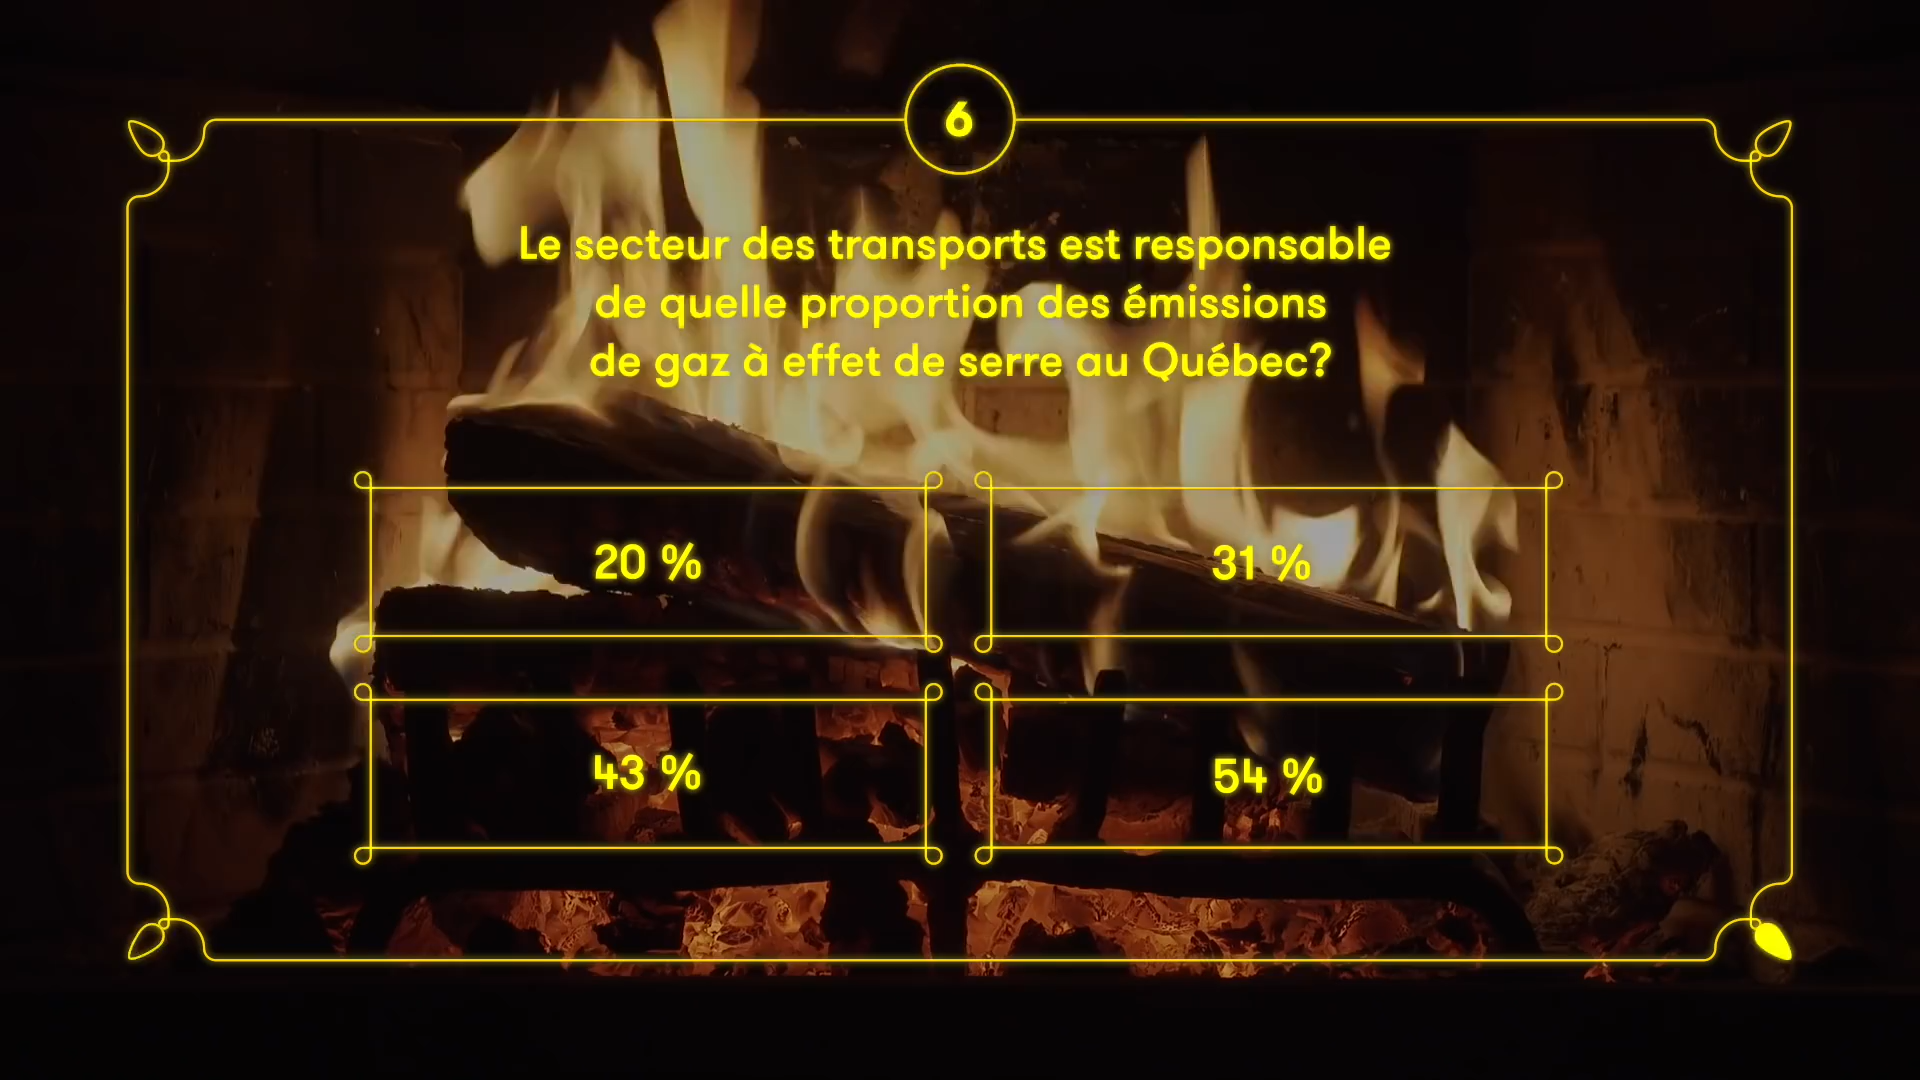 6
Le secteur des transports est responsable
de quelle proportion des émissions
de gaz à effet de serre au Québec?
20 %
31 %
43 %
54 %